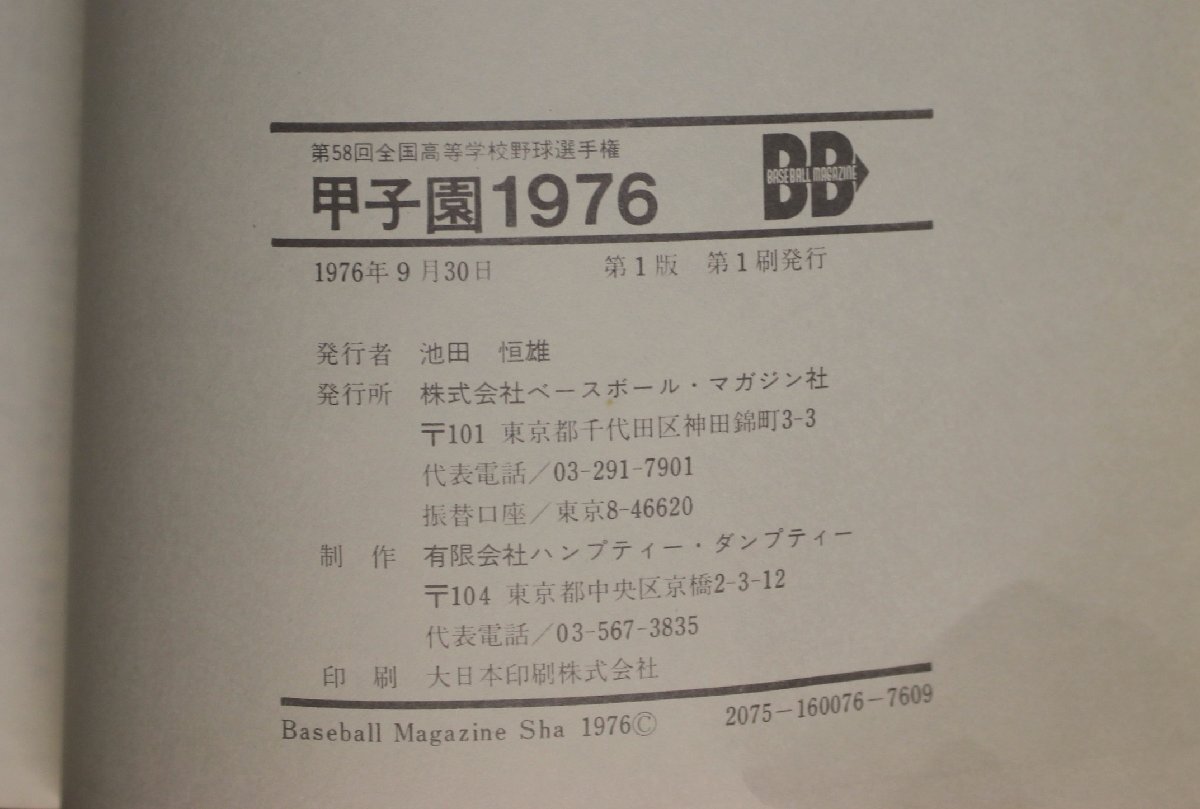 第58回全国高等学校野球選手権
甲子園1976
BB
BASEBALL MAGAZINE
1976年9月30日 第1版 第1刷発行
発行者 池田 恒雄
発行所 株式会社ベースボール・マガジン社
〒101 東京都千代田区神田錦町3-3
代表電話/03-291-7901
振替口座/東京8-46620
制 作 有限会社ハンプティー・ダンプティー
〒104 東京都中央区京橋2-3-12
代表電話/03-567-3835
印 刷 大日本印刷株式会社
Baseball Magazine Sha 1976© 2075-160076-7609